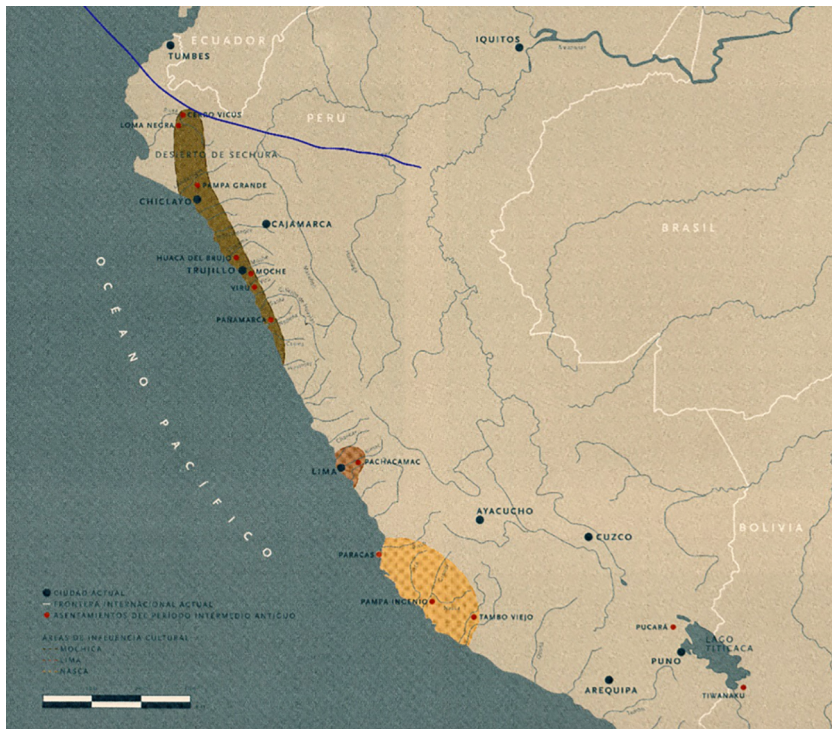 ECUADOR
TUMBES
IQUITOS
CERRO VICÚS
LOMA NEGRA
PERÚ
DESIERTO DE SECHURA
PAMPA GRANDE
CHICLAYO
CAJAMARCA
BRASIL
HUACA DEL BRUJO
TRUJILLO
MOCHE
VIRÚ
PAÑAMARCA
OCÉANO PACÍFICO
LIMA
PACHACAMAC
AYACUCHO
CUZCO
BOLIVIA
PARACAS
PAMPA INGENIO
TAMBO VIEJO
PUCARÁ
LAGO
TITICACA
PUNO
AREQUIPA
TIWANAKU
CIUDAD ACTUAL
FRONTERA INTERNACIONAL ACTUAL
ASENTAMIENTOS DEL PERÍODO INTERMEDIO ANTIGUO
ÁREAS DE INFLUENCIA CULTURAL
MOCHICA
LIMA
NASCA